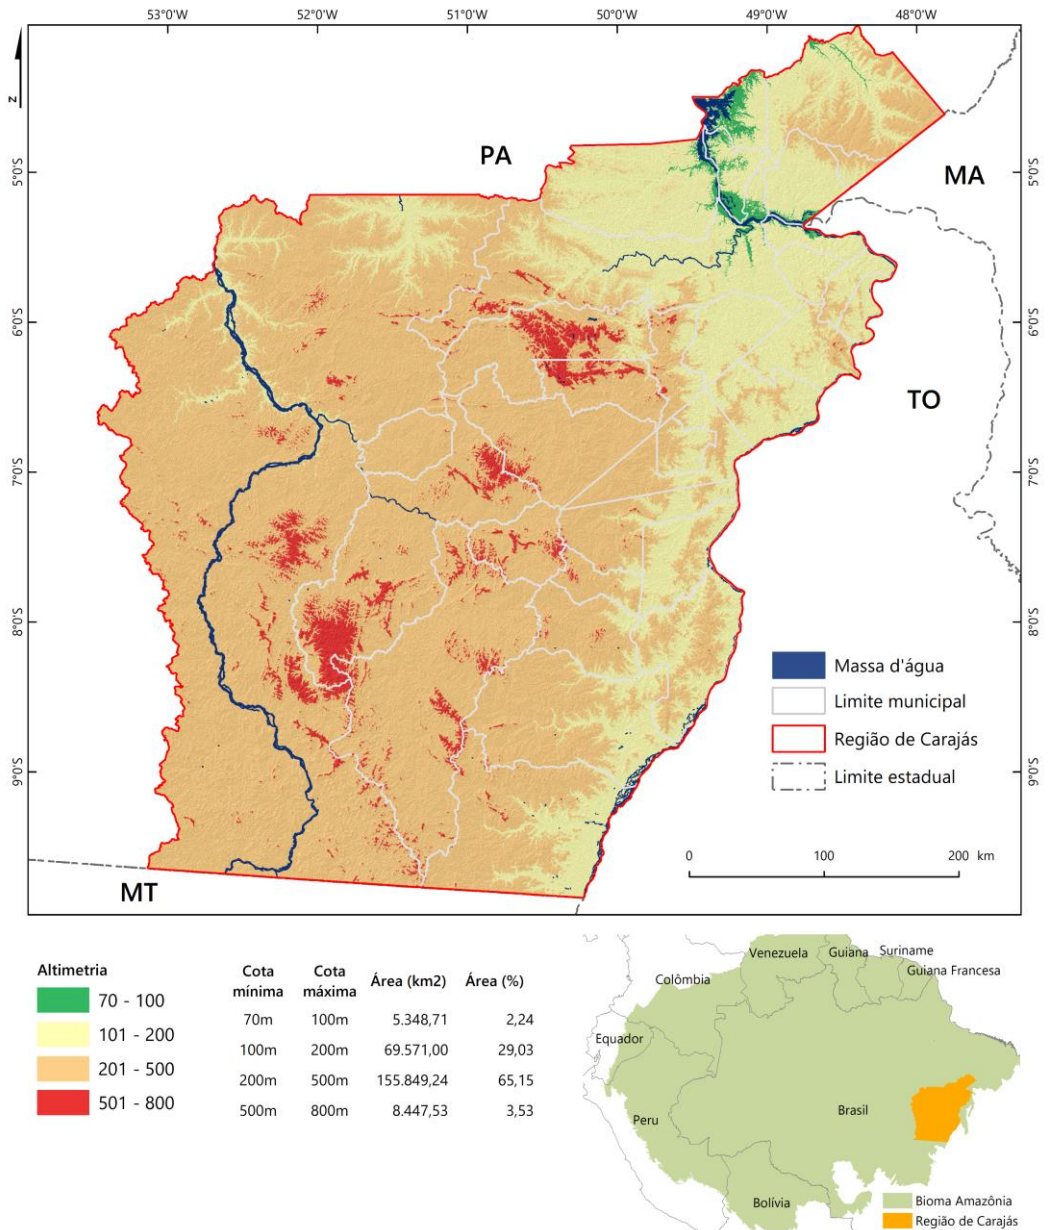 53°0'W 52°0'W 51°0'W 50°0'W 49°0'W 48°0'W
N
PA
MA
5°0'S 5°0'S
6°0'S 6°0'S
TO
7°0'S 7°0'S
8°0'S 8°0'S
Massa d'água
Limite municipal
Região de Carajás
Limite estadual
9°0'S 9°0'S
0 100 200 km
MT
Altimetria
70 - 100
101 - 200
201 - 500
501 - 800
Cota mínima Cota máxima Área (km2) Área (%)
70m 100m 5.348,71 2,24
100m 200m 69.571,00 29,03
200m 500m 155.849,24 65,15
500m 800m 8.447,53 3,53
Venezuela Guiana Suriname
Guiana Francesa
Colômbia
Equador
Peru
Brasil
Bolívia
Bioma Amazônia
Região de Carajás